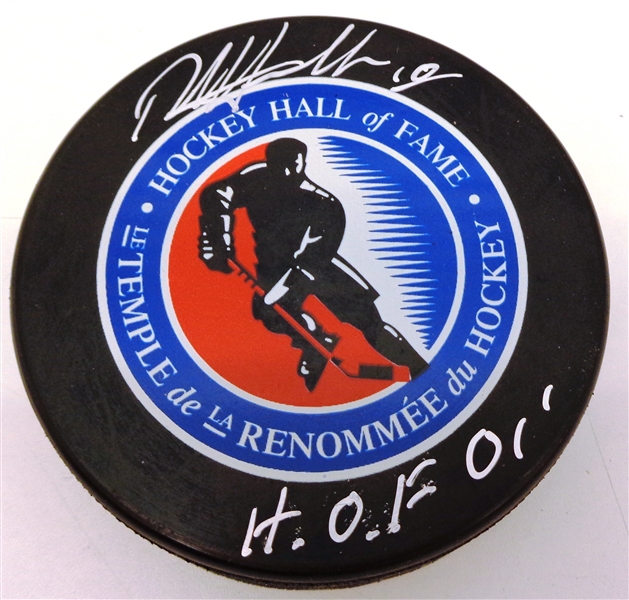 HOCKEY HALL of FAME
LE TEMPLE de LA RENOMMÉE du HOCKEY
H.O.F 01'